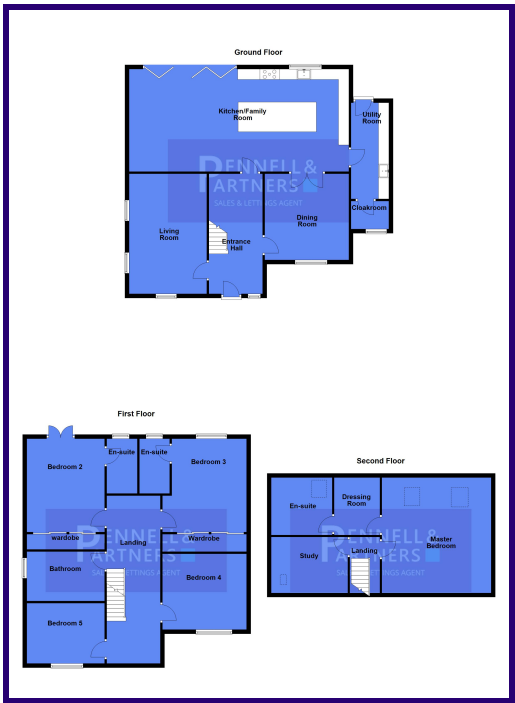 Ground Floor
Kitchen/Family
Room
Utility
Room
PENNELL &
PARTNERS
SALES & LETTINGS AGENT
Cloakroom
Living
Room
Entrance
Hall
Dining
Room
First Floor
Bedroom 2
En-suite
En-suite
Bedroom 3
PENNELL &
PARTNERS
SALES & LETTINGS AGENT
wardobe
Landing
Wardrobe
Bathroom
Bedroom 4
Bedroom 5
Second Floor
En-suite
Dressing
Room
PENNELL &
PARTNERS
SALES & LETTINGS AGENT
Master
Bedroom
Study
Landing